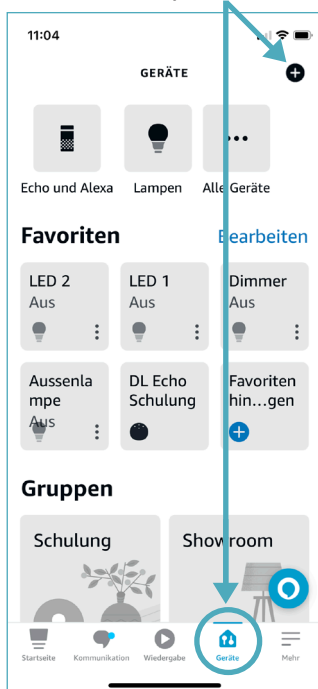 11:04
GERÄTE
Echo und Alexa Lampen Alle Geräte
Favoriten Bearbeiten
LED 2 LED 1 Dimmer
Aus Aus Aus
Aussenla DL Echo Favoriten
mpe Schulung hin...gen
Aus
Gruppen
Schulung Showroom
Startseite Kommunikation Wiedergabe Geräte Mehr